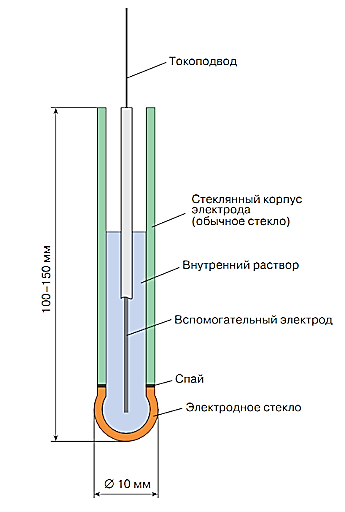 Токоподвод
Стеклянный корпус
электрода
(обычное стекло)
Внутренний раствор
Вспомогательный электрод
Спай
Электродное стекло
100–150 мм
Ø 10 мм